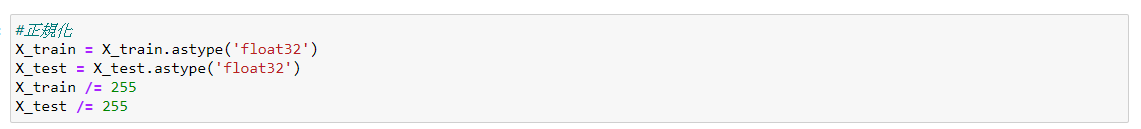 #正規化
X_train = X_train.astype('float32')
X_test = X_test.astype('float32')
X_train /= 255
X_test /= 255